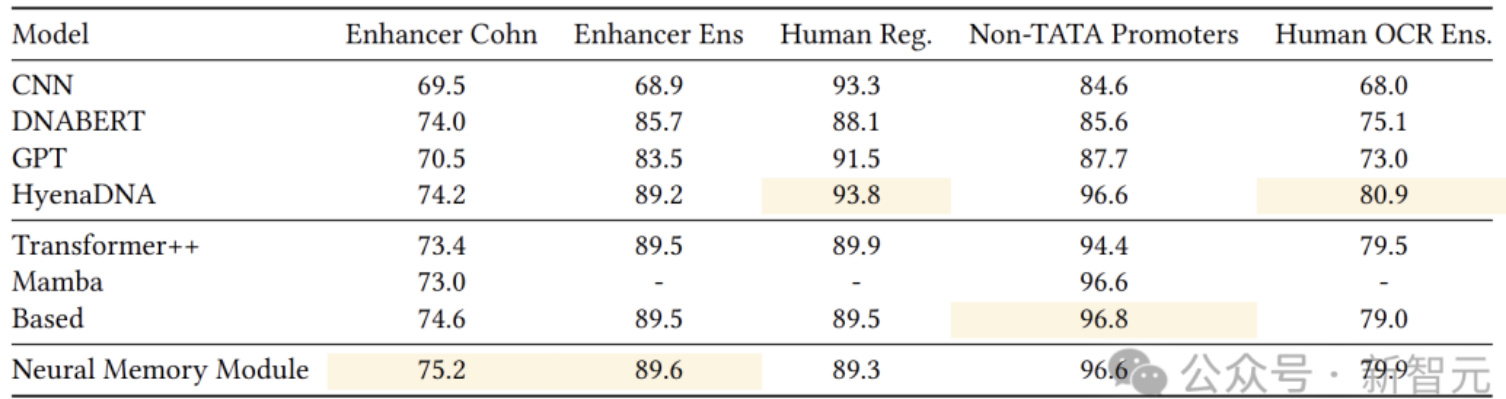 Model Enhancer Cohn Enhancer Ens Human Reg. Non-TATA Promoters Human OCR Ens.
CNN 69.5 68.9 93.3 84.6 68.0
DNABERT 74.0 85.7 88.1 85.6 75.1
GPT 70.5 83.5 91.5 87.7 73.0
HyenaDNA 74.2 89.2 93.8 96.6 80.9
Transformer++ 73.4 89.5 89.9 94.4 79.5
Mamba 73.0 - - 96.6 -
Based 74.6 89.5 89.5 96.8 79.0
Neural Memory Module 75.2 89.6 89.3 96.6 79.9
公众号 · 新智元